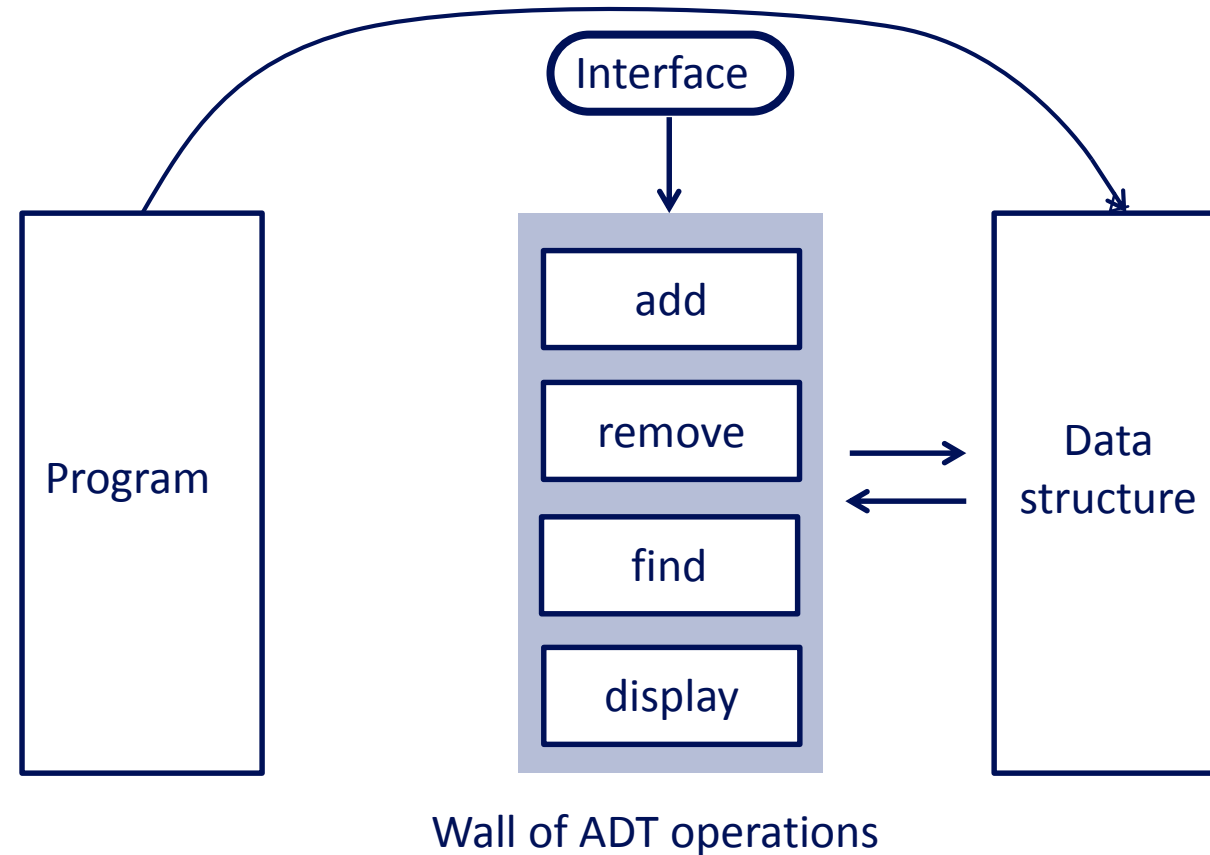 Interface
Program
add
remove
find
display
Data
structure
Wall of ADT operations